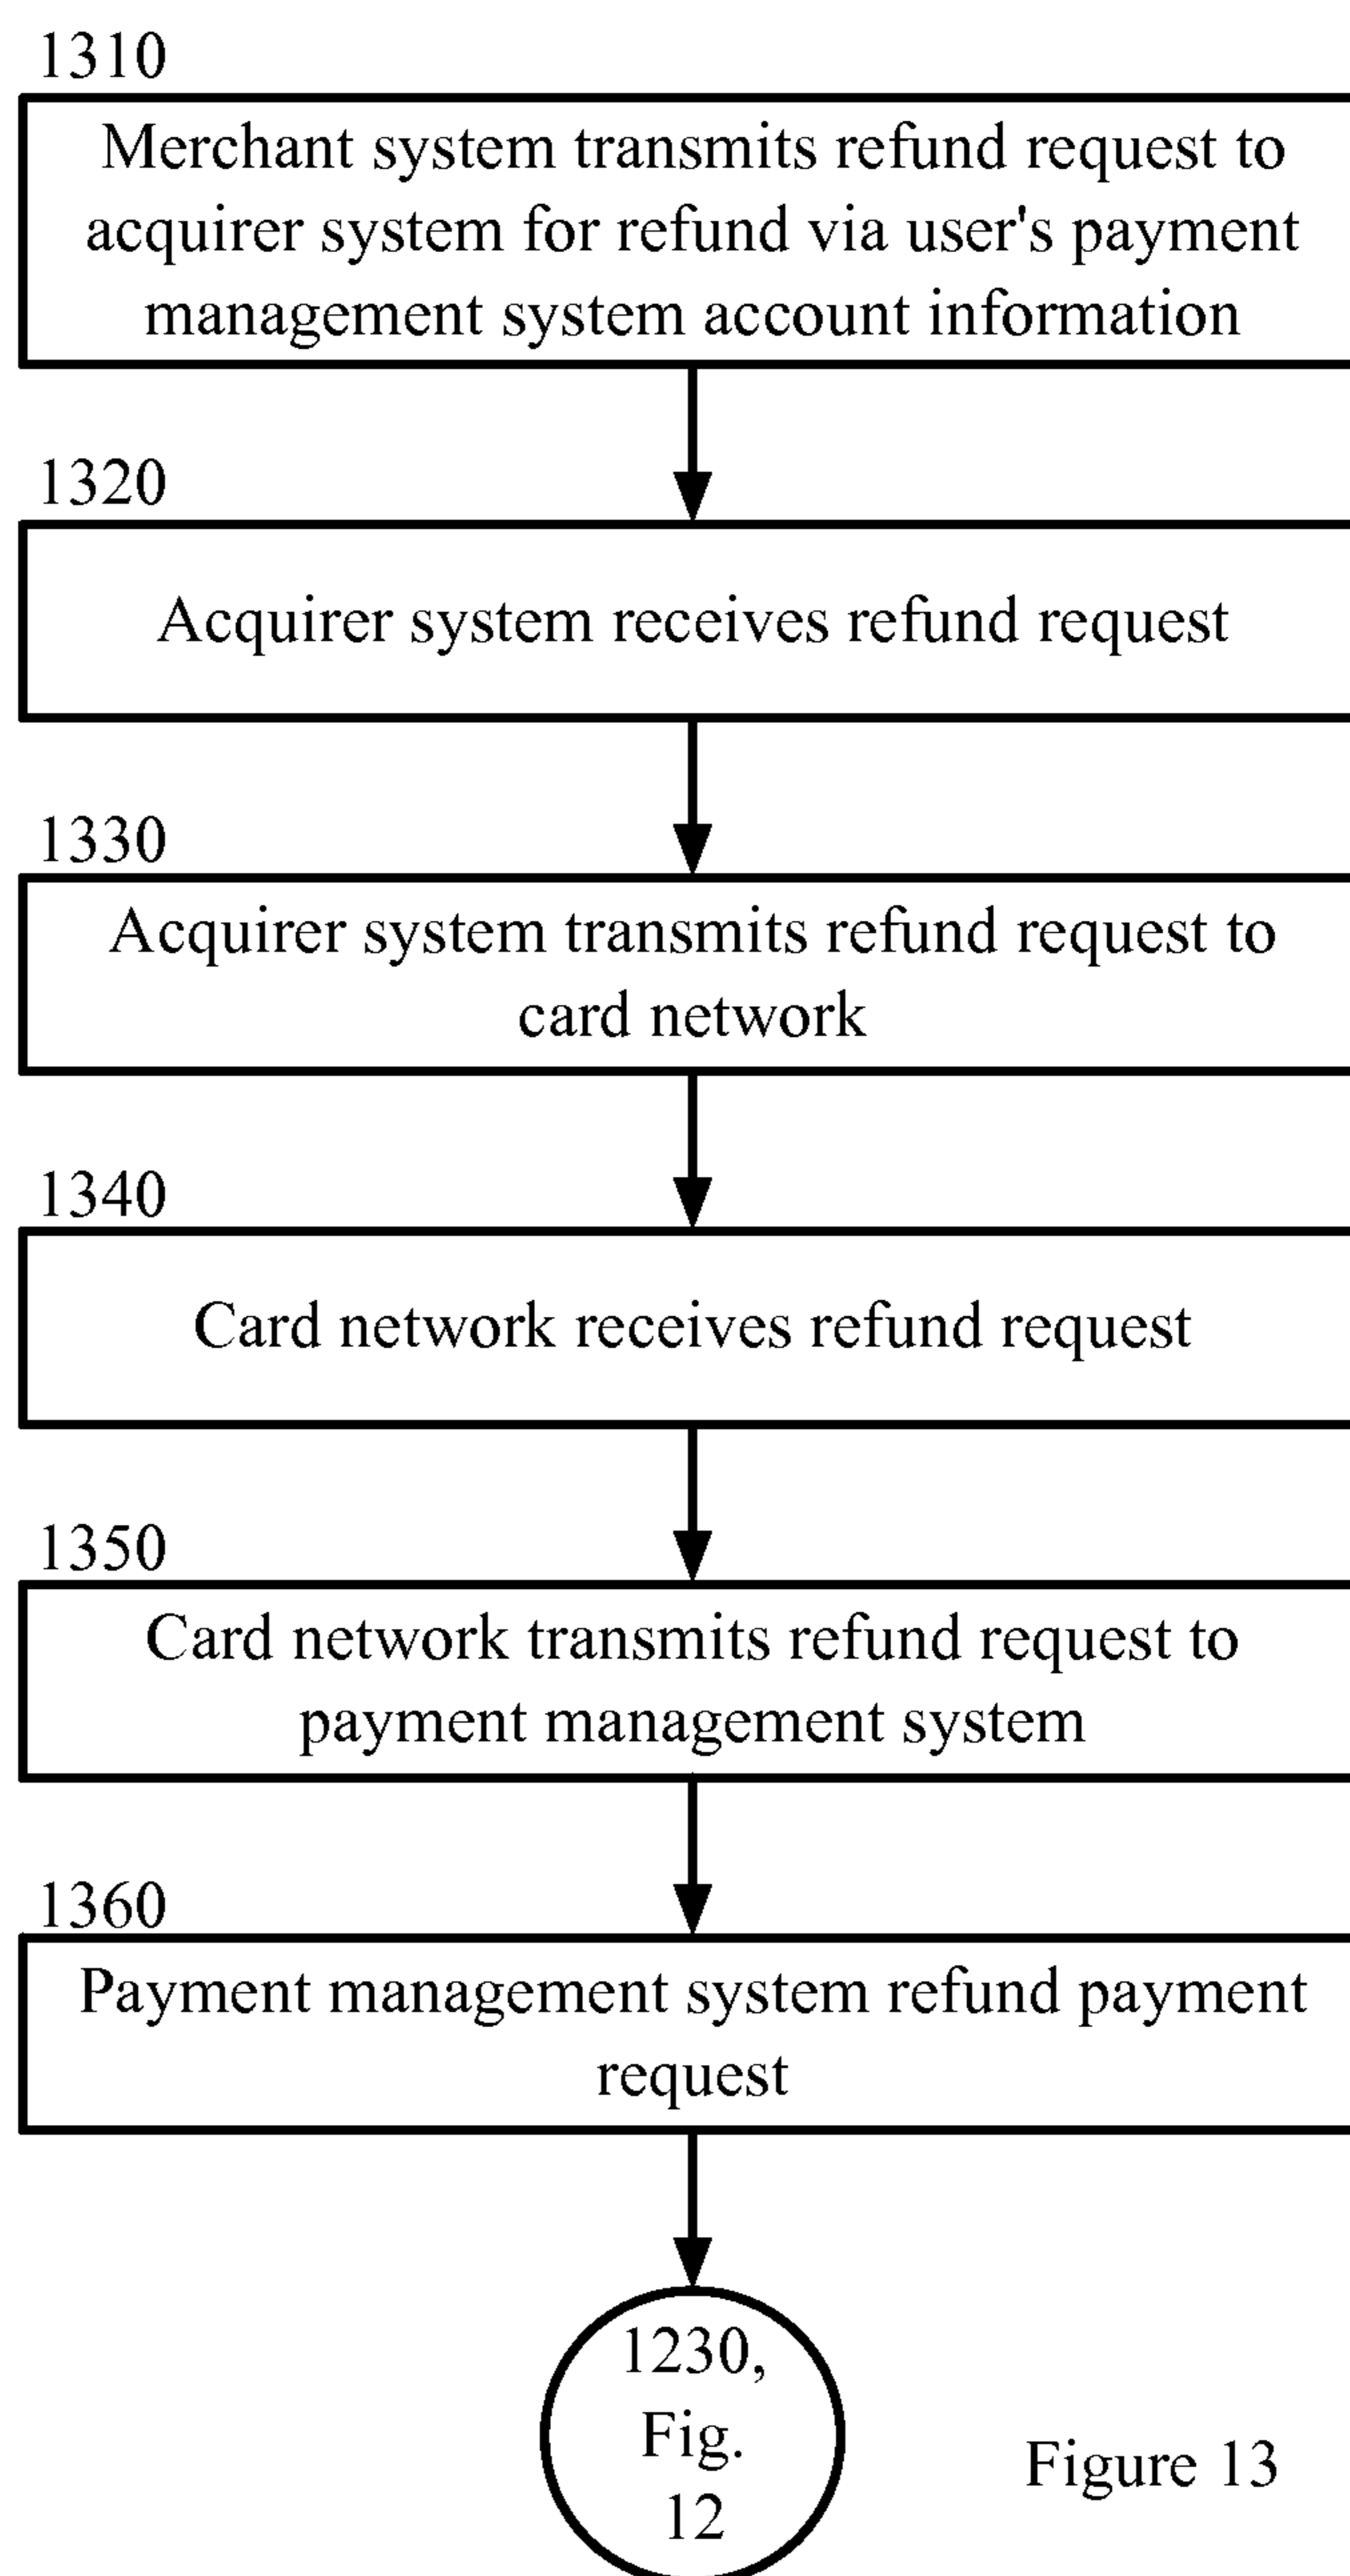 1310
Merchant system transmits refund request to
acquirer system for refund via user's payment
management system account information
1320
Acquirer system receives refund request
1330
Acquirer system transmits refund request to
card network
1340
Card network receives refund request
1350
Card network transmits refund request to
payment management system
1360
Payment management system refund payment
request
1230,
Fig.
12
Figure 13